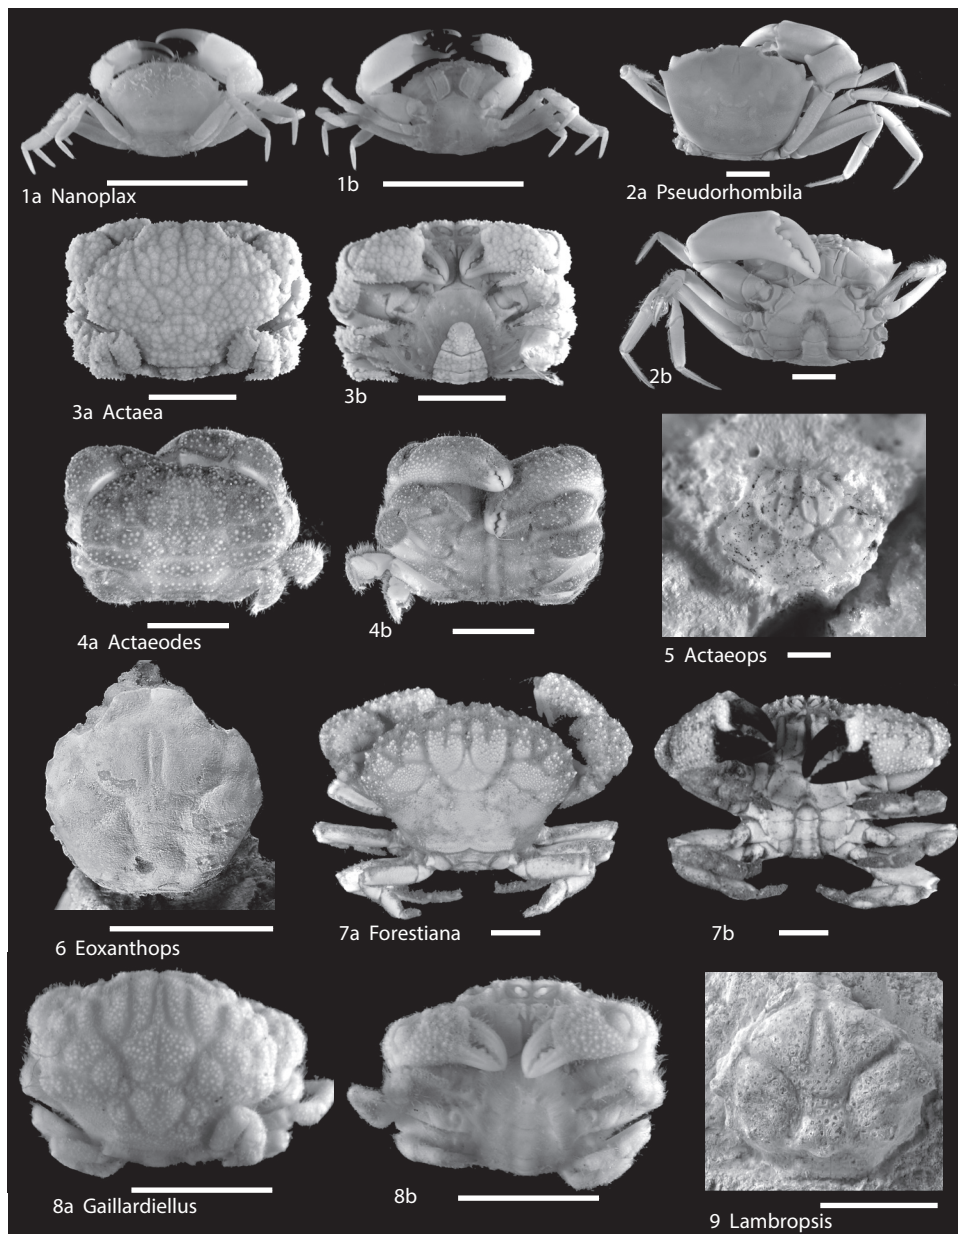 1a Nanoplax
1b
2a Pseudorhombila
3a Actaea
3b
2b
4a Actaeodes
4b
5 Actaeops
6 Eoxanthops
7a Forestiana
7b
8a Gaillardiellus
8b
9 Lambropsis